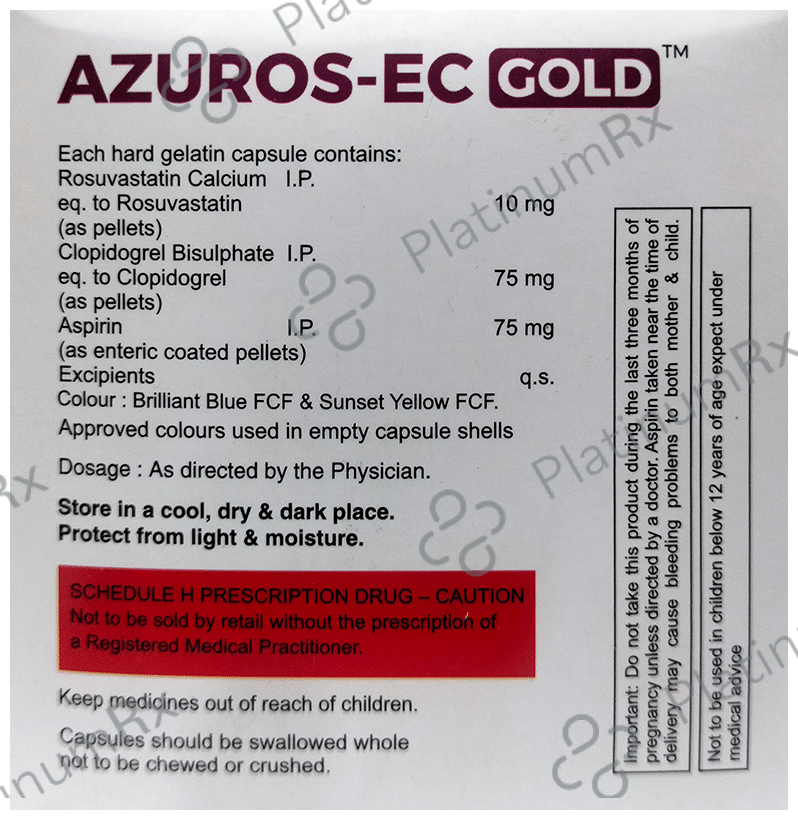 AZUROS-EC GOLD™
Each hard gelatin capsule contains:
Rosuvastatin Calcium I.P.
eq. to Rosuvastatin 10 mg
(as pellets)
Clopidogrel Bisulphate I.P.
eq. to Clopidogrel 75 mg
(as pellets)
Aspirin I.P. 75 mg
(as enteric coated pellets)
Excipients q.s.
Colour : Brilliant Blue FCF & Sunset Yellow FCF.
Approved colours used in empty capsule shells
Dosage : As directed by the Physician.
Store in a cool, dry & dark place.
Protect from light & moisture.
SCHEDULE H PRESCRIPTION DRUG – CAUTION
Not to be sold by retail without the prescription of
a Registered Medical Practitioner.
Keep medicines out of reach of children.
Capsules should be swallowed whole
not to be chewed or crushed.
Important: Do not take this product during the last three months of
pregnancy unless directed by a doctor. Aspirin taken near the time of
delivery may cause bleeding problems to both mother & child.
Not to be used in children below 12 years of age expect under
medical advice
PlatinumRx
PlatinumRx
PlatinumRx
PlatinumRx
Rx
PlatinumRx
inumRx
Platinu